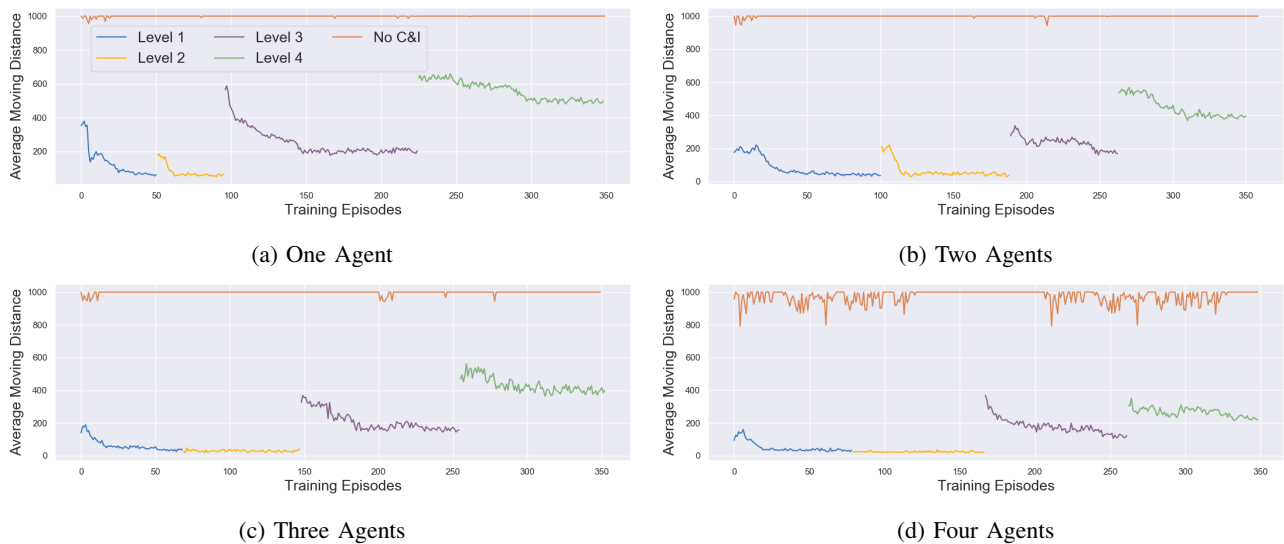 1000
800
600
400
200
Average Moving Distance
Level 1
Level 2
Level 3
Level 4
No C&I
0 50 100 150 200 250 300 350
Training Episodes
(a) One Agent
1000
800
600
400
200
0
Average Moving Distance
0 50 100 150 200 250 300 350
Training Episodes
(b) Two Agents
1000
800
600
400
200
0
Average Moving Distance
0 50 100 150 200 250 300 350
Training Episodes
(c) Three Agents
1000
800
600
400
200
0
Average Moving Distance
0 50 100 150 200 250 300 350
Training Episodes
(d) Four Agents